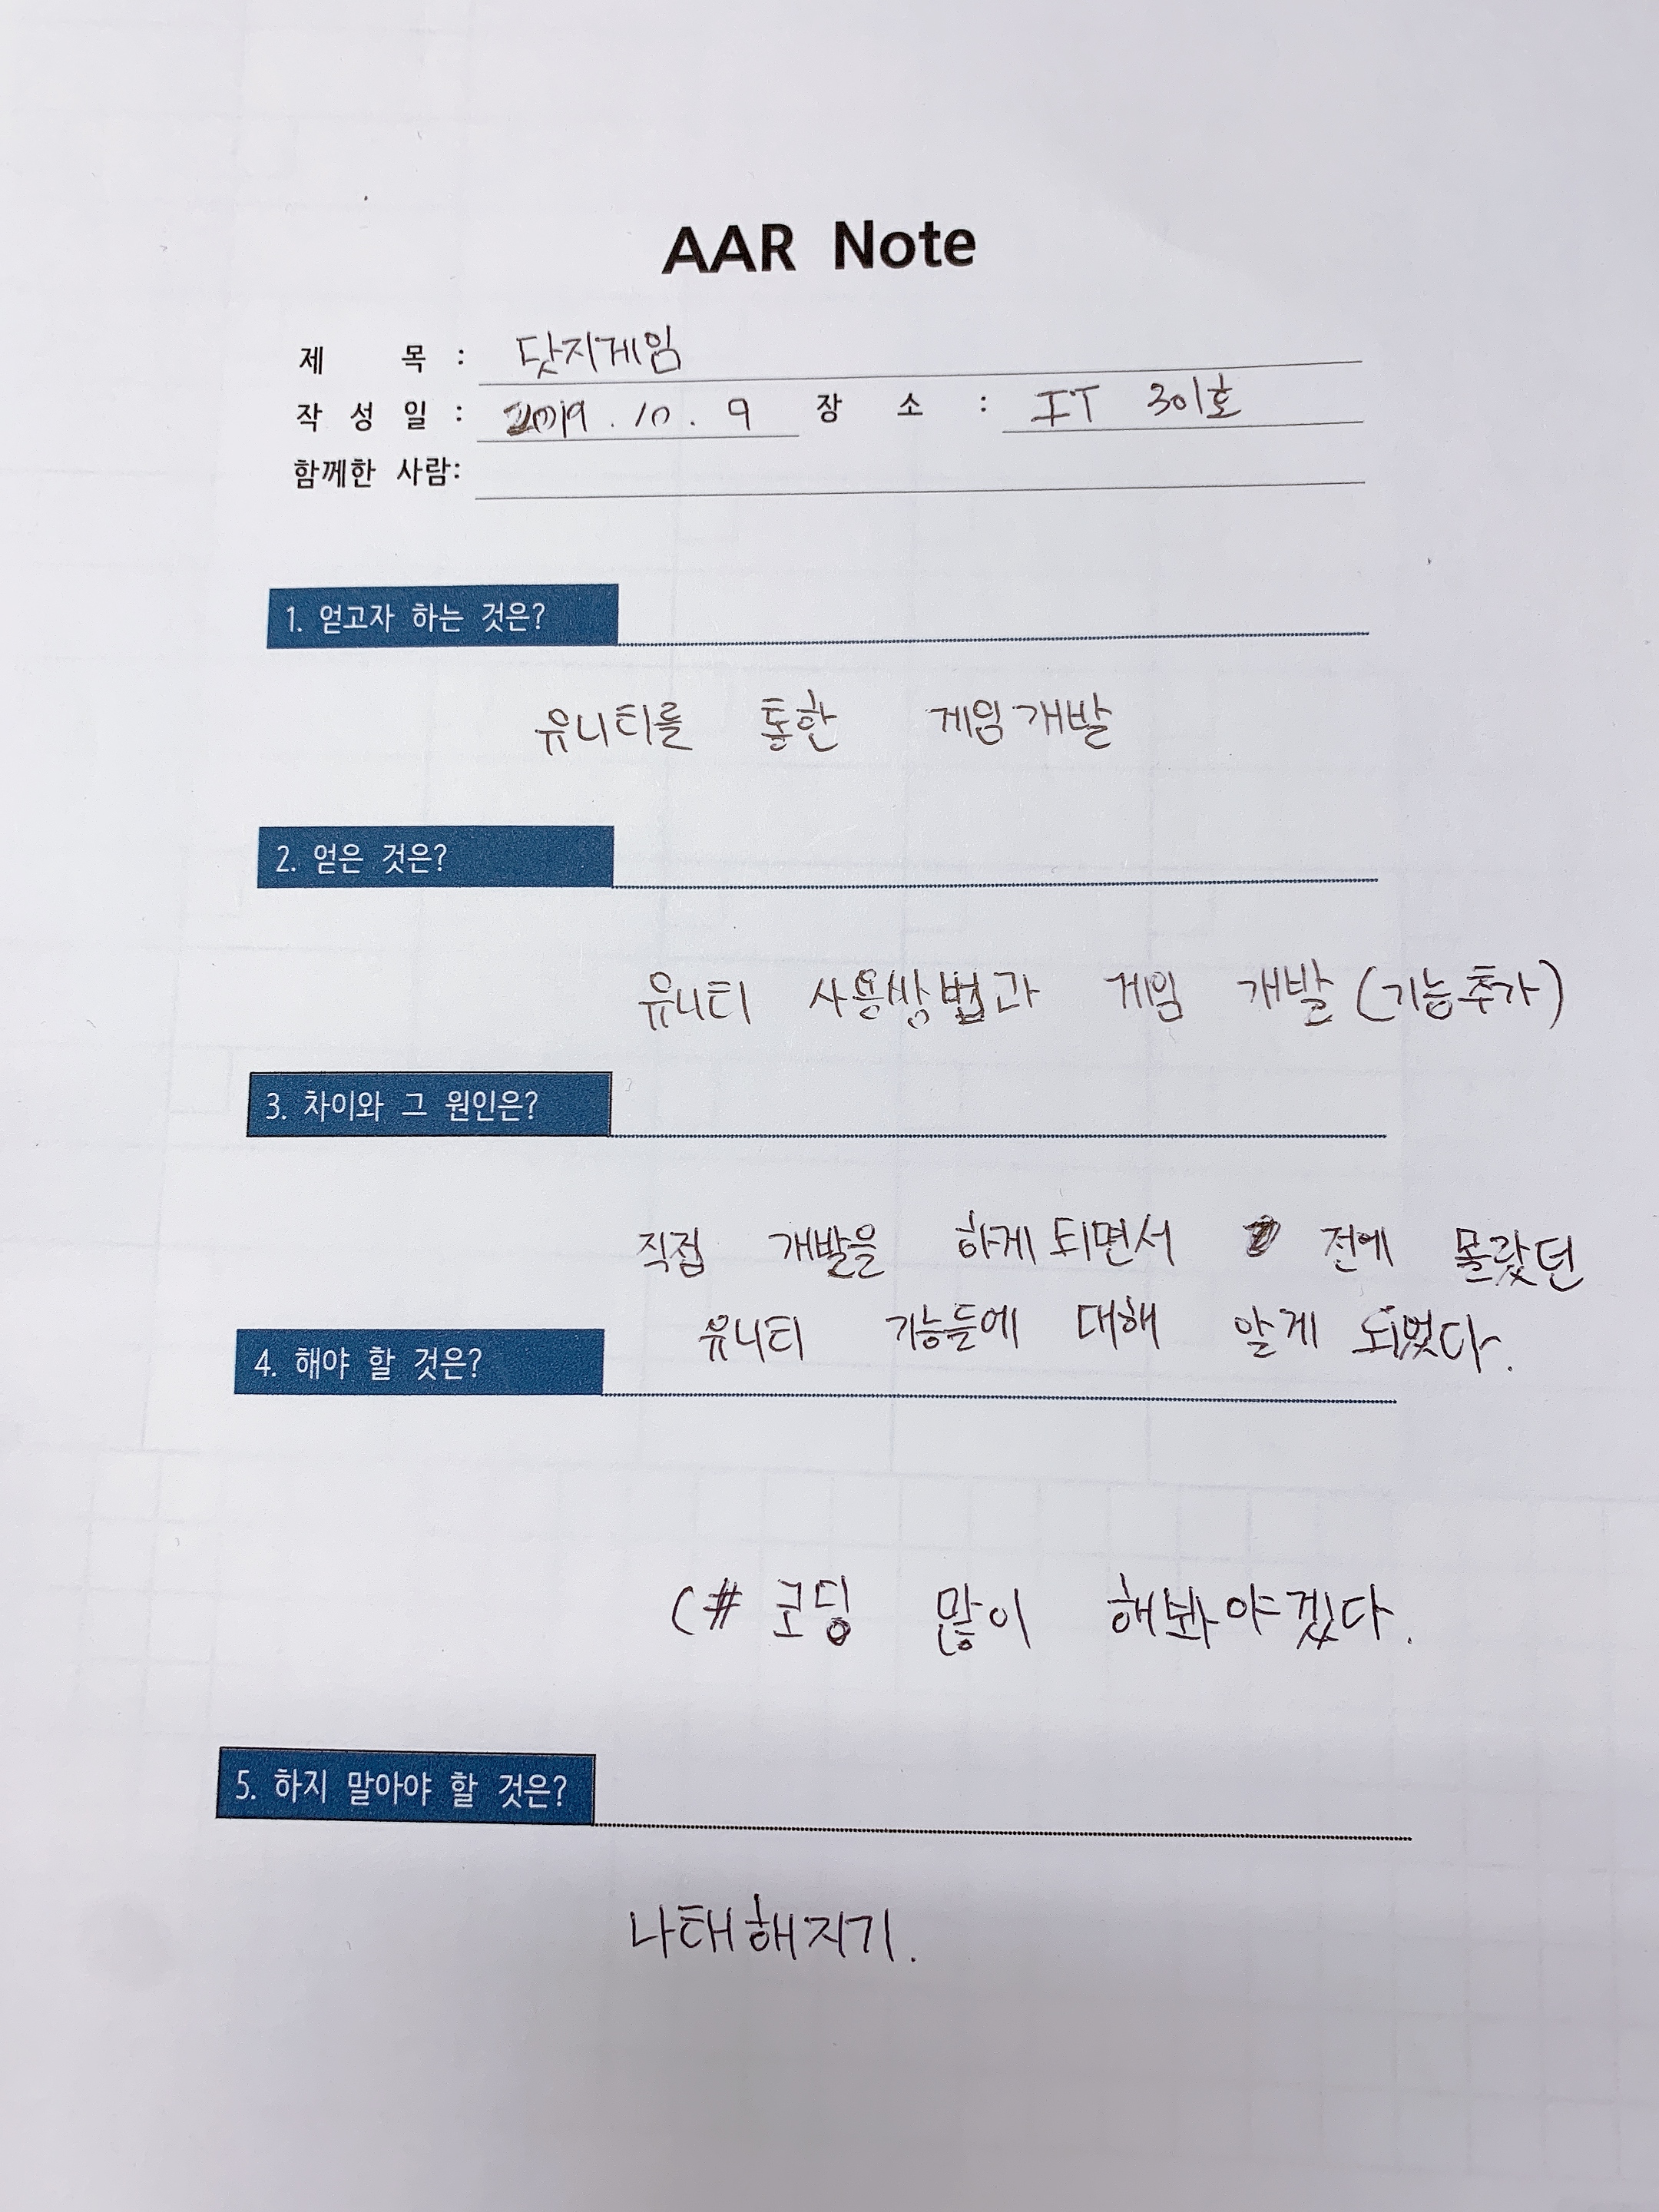 AAR Note
제 목 : 닷지게임
작 성 일 : 2019. 10. 9 장 소 : IT 301호
함께한 사람:
1. 얻고자 하는 것은?
유니티를 통한 게임개발
2. 얻은 것은?
유니티 사용방법과 게임 개발 (기능추가)
3. 차이와 그 원인은?
직접 개발을 하게 되면서 전에 몰랐던
유니티 기능들에 대해 알게 되었다.
4. 해야 할 것은?
C# 코딩 많이 해봐야겠다.
5. 하지 말아야 할 것은?
나태해지기.